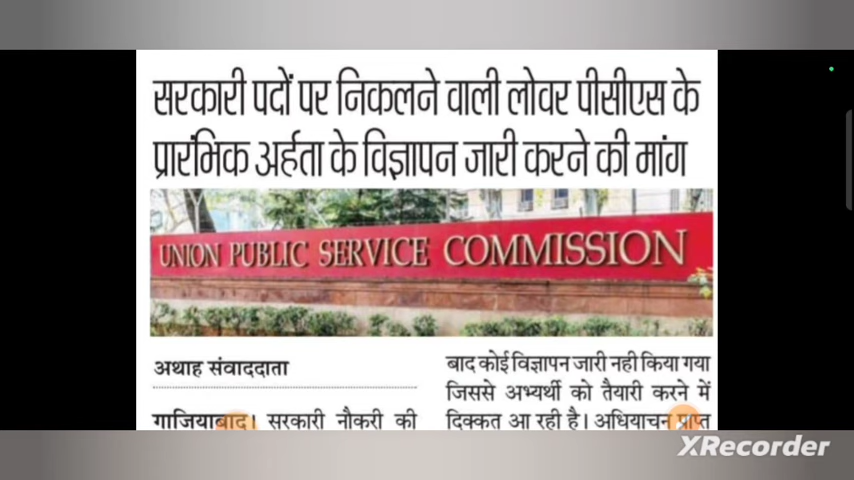 सरकारी पदों पर निकलने वाली लोवर पीसीएस के
प्रारंभिक अर्हता के विज्ञापन जारी करने की मांग
UNION PUBLIC SERVICE COMMISSION
अथाह संवाददाता
गाजियाबाद। सरकारी नौकरी की
बाद कोई विज्ञापन जारी नही किया गया
जिससे अभ्यर्थी को तैयारी करने में
दिक्कत आ रही है। अधियाचन प्राप्त
XRecorder